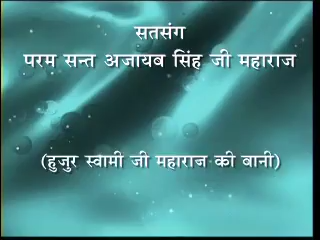 सतसंग
परम सन्त अजायब सिंह जी महाराज
(हुजुर स्वामी जी महाराज की वानी)